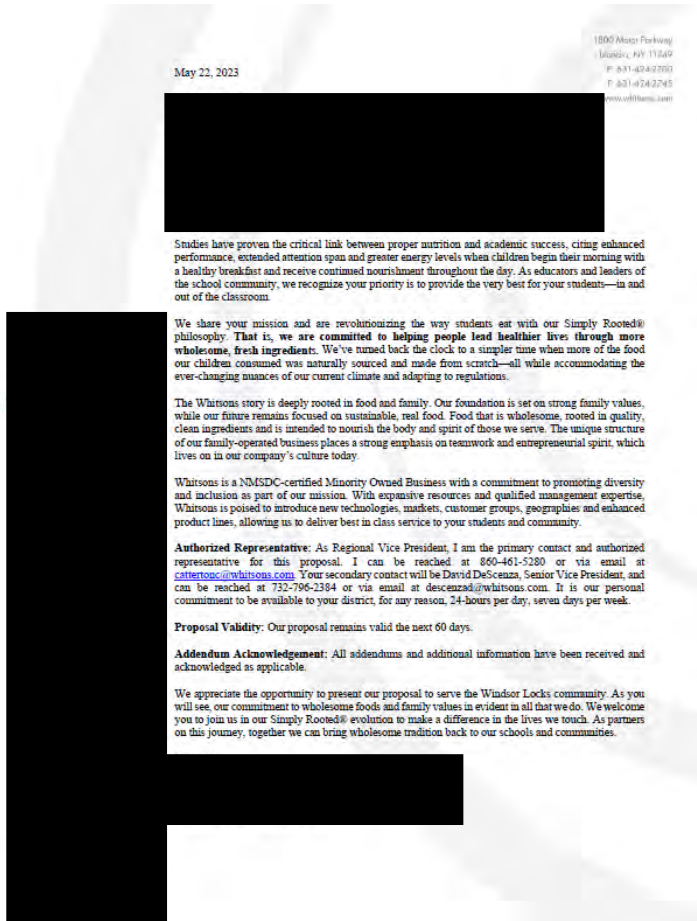 1800 Motor Parkway
Islandia, NY 11749
P 631-424-2700
F 631-424-2745
www.whitsons.com
May 22, 2023
Studies have proven the critical link between proper nutrition and academic success, citing enhanced
performance, extended attention span and greater energy levels when children begin their morning with
a healthy breakfast and receive continued nourishment throughout the day. As educators and leaders of
the school community, we recognize your priority is to provide the very best for your students—in and
out of the classroom.
We share your mission and are revolutionizing the way students eat with our Simply Rooted®
philosophy. That is, we are committed to helping people lead healthier lives through more
wholesome, fresh ingredients. We've turned back the clock to a simpler time when more of the food
our children consumed was naturally sourced and made from scratch—all while accommodating the
ever-changing nuances of our current climate and adapting to regulations.
The Whitsons story is deeply rooted in food and family. Our foundation is set on strong family values,
while our future remains focused on sustainable, real food. Food that is wholesome, rooted in quality,
clean ingredients and is intended to nourish the body and spirit of those we serve. The unique structure
of our family-operated business places a strong emphasis on teamwork and entrepreneurial spirit, which
lives on in our company's culture today.
Whitsons is a NMSDC-certified Minority Owned Business with a commitment to promoting diversity
and inclusion as part of our mission. With expansive resources and qualified management expertise,
Whitsons is poised to introduce new technologies, markets, customer groups, geographies and enhanced
product lines, allowing us to deliver best in class service to your students and community.
Authorized Representative: As Regional Vice President, I am the primary contact and authorized
representative for this proposal. I can be reached at 860-461-5280 or via email at
cattertonc@whitsons.com. Your secondary contact will be David DeScenza, Senior Vice President, and
can be reached at 732-796-2384 or via email at descenzad@whitsons.com. It is our personal
commitment to be available to your district, for any reason, 24-hours per day, seven days per week.
Proposal Validity: Our proposal remains valid the next 60 days.
Addendum Acknowledgement: All addendums and additional information have been received and
acknowledged as applicable.
We appreciate the opportunity to present our proposal to serve the Windsor Locks community. As you
will see, our commitment to wholesome foods and family values in evident in all that we do. We welcome
you to join us in our Simply Rooted® evolution to make a difference in the lives we touch. As partners
on this journey, together we can bring wholesome tradition back to our schools and communities.